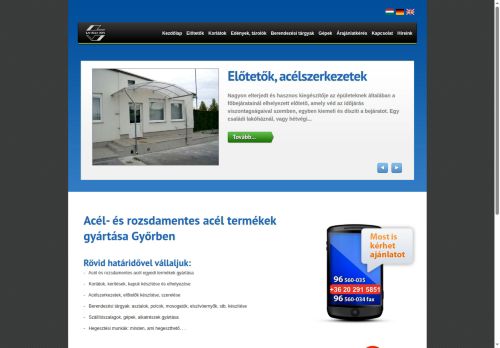 Kezdőlap Előtetők Korlátok Edények, tárolók Berendezési tárgyak Gépek Árajánlatkérés Kapcsolat Híreink
Előtetők, acélszerkezetek
Nagyon elterjedt és hasznos kiegészítője az épületeknek általában a
főbejáratainál elhelyezett előtető, amely véd az időjárás
viszontagságaival szemben, egyben kiemeli és díszíti a bejáratot. Egy
családi lakóháznál, vagy hétvégi...
Tovább...
Acél- és rozsdamentes acél termékek
gyártása Győrben
Rövid határidővel vállaljuk:
- Acél és rozsdamentes acél egyedi termékek gyártása
- Korlátok, kerítések, kapuk készítése és elhelyezése
- Acélszerkezetek, előtetők készítése, szerelése
- Berendezési tárgyak: asztalok, polcok, mosogatók, elszívóernyők, stb. készítése
- Szállítószalagok, gépek, alkatrészek gyártása
- Hegesztési munkák: minden, ami hegeszthető . . .
Most is
kérhet
ajánlatot
96 560-035
+36 20 291 5851
96 560-034 fax